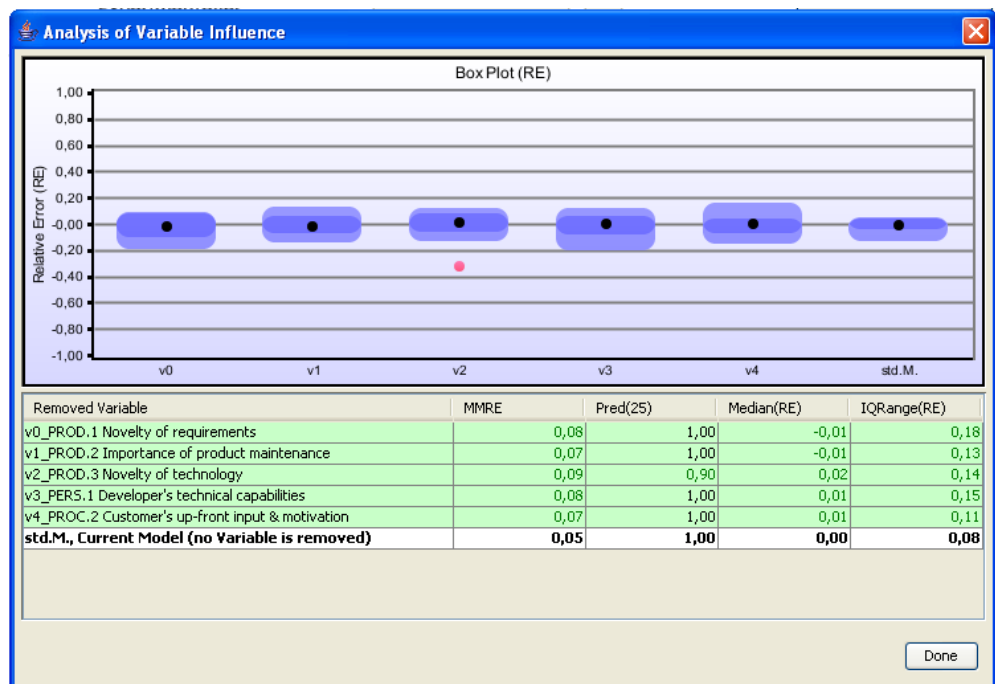 Analysis of Variable Influence
Box Plot (RE)
Relative Error (RE)
1,00
0,80
0,60
0,40
0,20
-0,00
-0,20
-0,40
-0,60
-0,80
-1,00
v0 v1 v2 v3 v4 std.M.
Removed Variable MMRE Pred(25) Median(RE) IQRange(RE)
v0_PROD.1 Novelty of requirements 0,08 1,00 -0,01 0,18
v1_PROD.2 Importance of product maintenance 0,07 1,00 -0,01 0,13
v2_PROD.3 Novelty of technology 0,09 0,90 0,02 0,14
v3_PERS.1 Developer's technical capabilities 0,08 1,00 0,01 0,15
v4_PROC.2 Customer's up-front input & motivation 0,07 1,00 0,01 0,11
std.M., Current Model (no Variable is removed) 0,05 1,00 0,00 0,08
Done